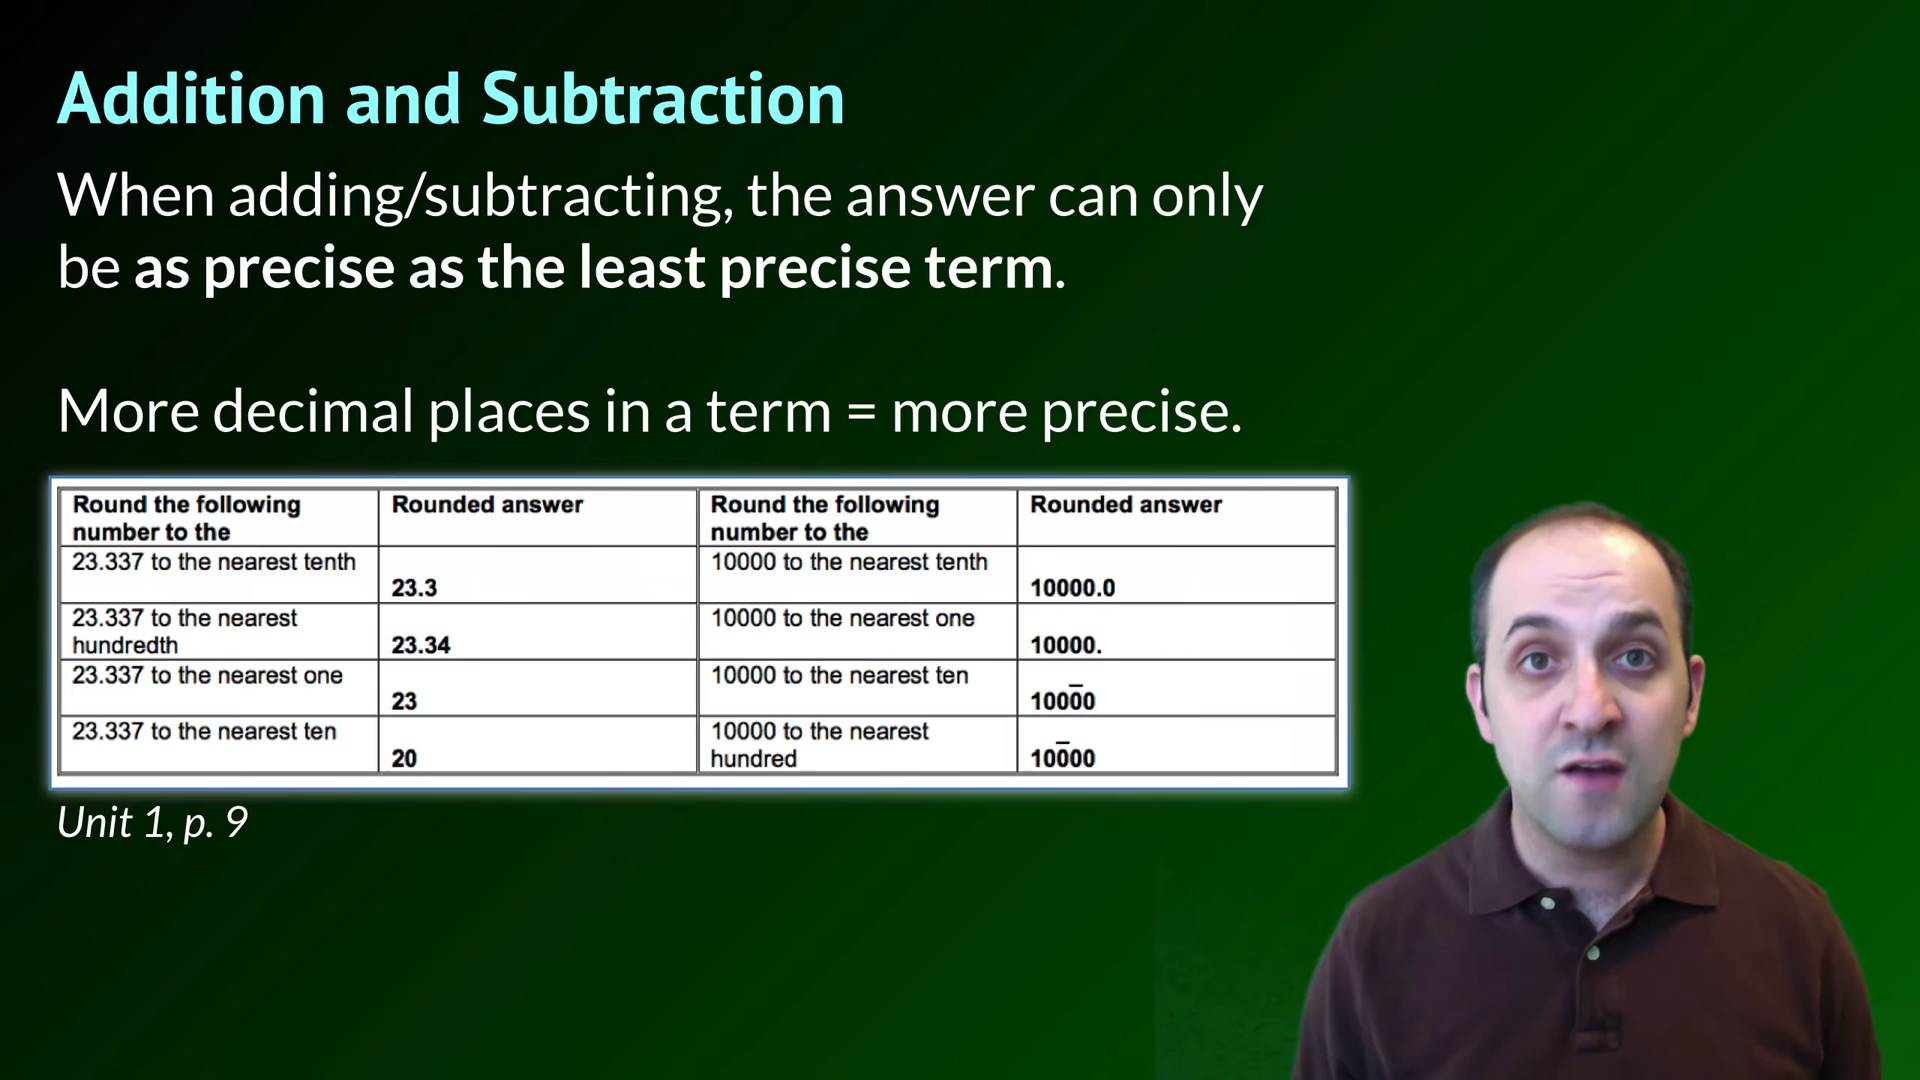 Addition and Subtraction
When adding/subtracting, the answer can only
be as precise as the least precise term.
More decimal places in a term = more precise.
Round the following
number to the
Rounded answer
Round the following
number to the
Rounded answer
23.337 to the nearest tenth
23.3
10000 to the nearest tenth
10000.0
23.337 to the nearest
hundredth
23.34
10000 to the nearest one
10000.
23.337 to the nearest one
23
10000 to the nearest ten
1000̅0
23.337 to the nearest ten
20
10000 to the nearest
hundred
100̅00
Unit 1, p. 9